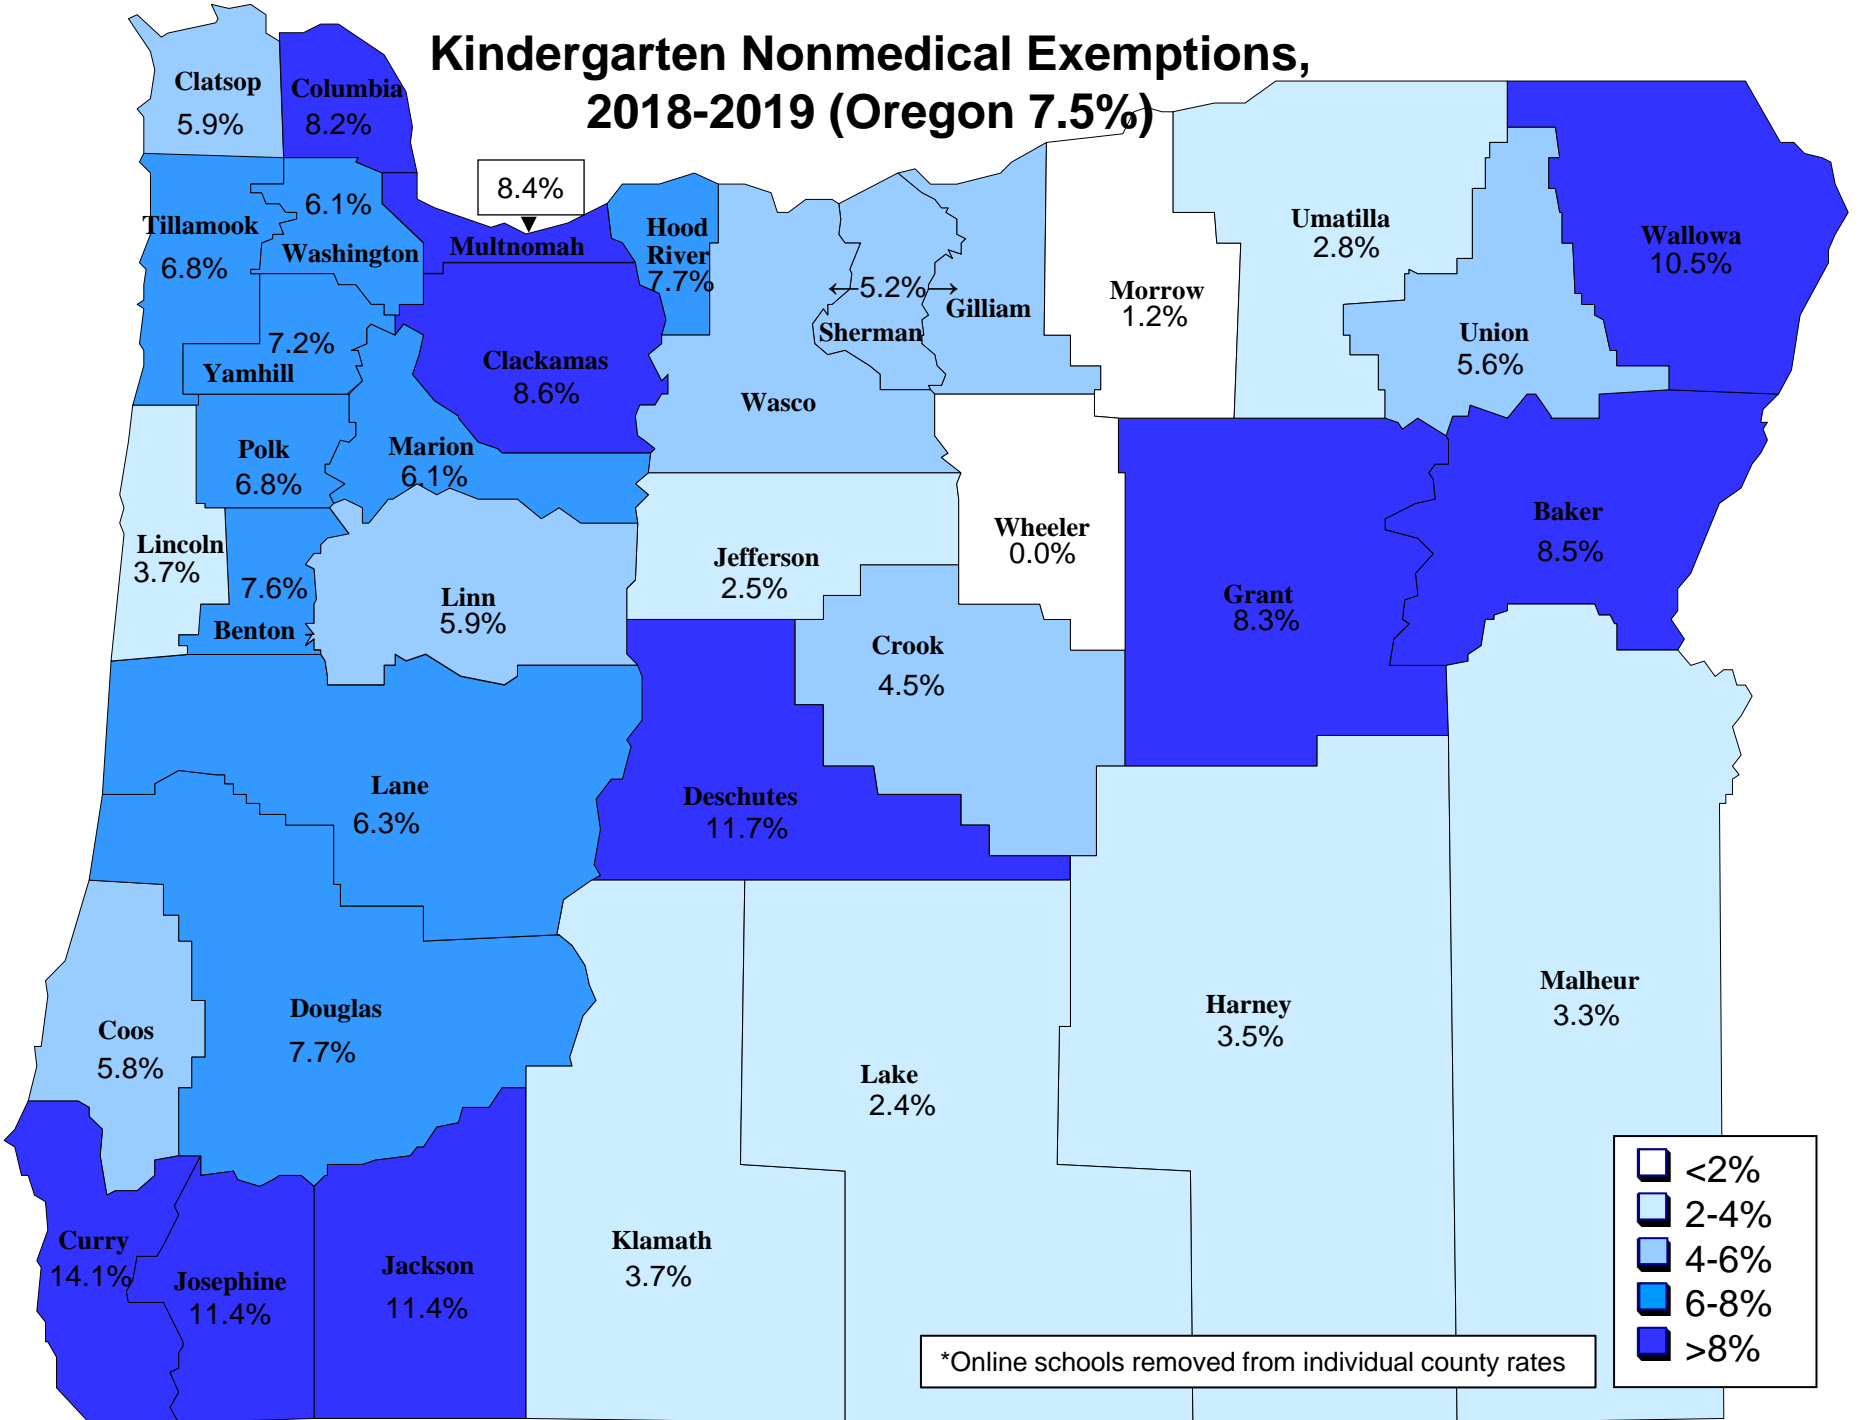 Kindergarten Nonmedical Exemptions,
2018-2019 (Oregon 7.5%)
Clatsop
5.9%
Columbia
8.2%
8.4%
Multnomah
Tillamook
6.8%
6.1%
Washington
Hood
River
7.7%
5.2%
Sherman
Gilliam
Wasco
Morrow
1.2%
Umatilla
2.8%
Union
5.6%
Wallowa
10.5%
7.2%
Yamhill
Clackamas
8.6%
Polk
6.8%
Marion
6.1%
Lincoln
3.7%
7.6%
Benton
Linn
5.9%
Jefferson
2.5%
Wheeler
0.0%
Grant
8.3%
Baker
8.5%
Crook
4.5%
Lane
6.3%
Deschutes
11.7%
Douglas
7.7%
Coos
5.8%
Lake
2.4%
Harney
3.5%
Malheur
3.3%
Curry
14.1%
Josephine
11.4%
Jackson
11.4%
Klamath
3.7%
<2%
2-4%
4-6%
6-8%
>8%
*Online schools removed from individual county rates